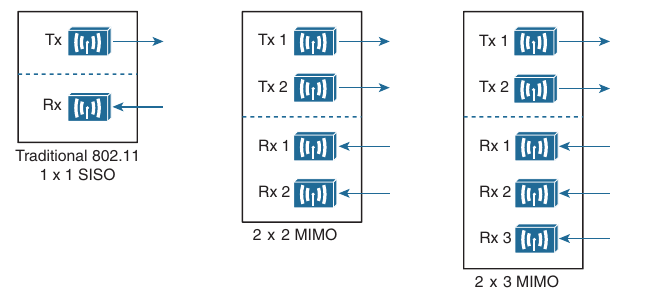 Tx
Rx
Traditional 802.11
1 x 1 SISO
Tx 1
Tx 2
Rx 1
Rx 2
2 x 2 MIMO
Tx 1
Tx 2
Rx 1
Rx 2
Rx 3
2 x 3 MIMO